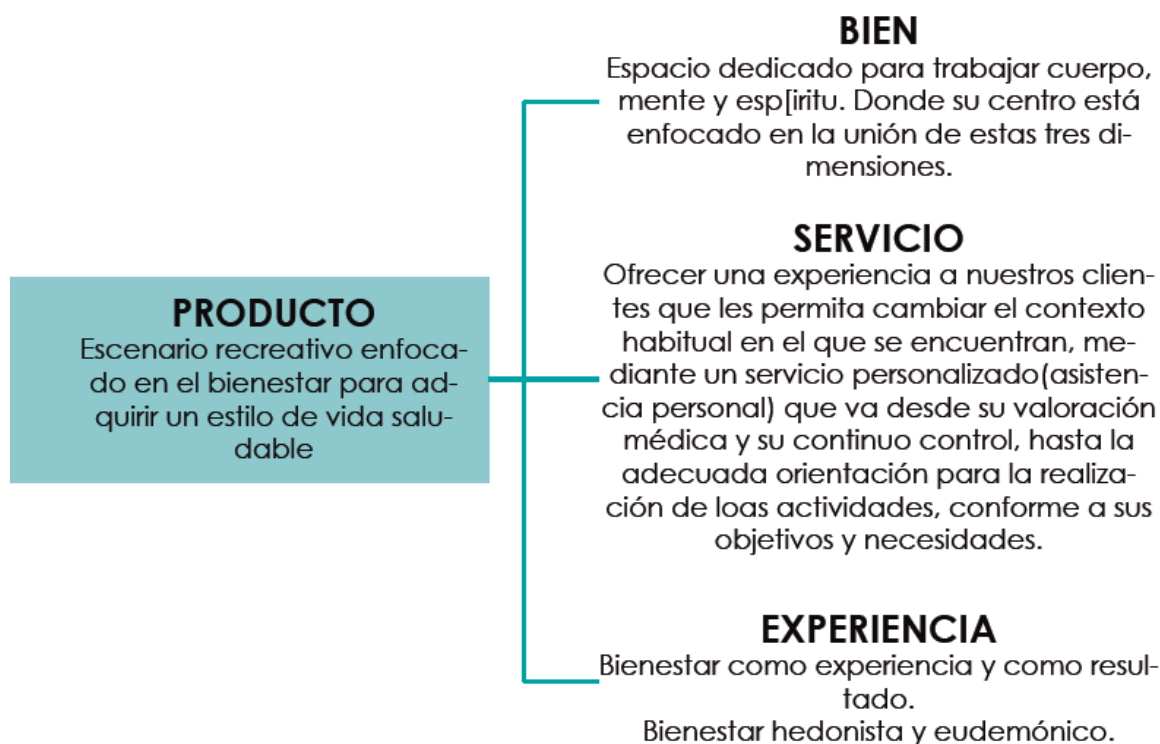 BIEN
Espacio dedicado para trabajar cuerpo,
mente y esp[iritu. Donde su centro está
enfocado en la unión de estas tres di-
mensiones.
SERVICIO
Ofrecer una experiencia a nuestros clien-
tes que les permita cambiar el contexto
habitual en el que se encuentran, me-
diante un servicio personalizado(asisten-
cia personal) que va desde su valoración
médica y su continuo control, hasta la
adecuada orientación para la realiza-
ción de loas actividades, conforme a sus
objetivos y necesidades.
PRODUCTO
Escenario recreativo enfoca-
do en el bienestar para ad-
quirir un estilo de vida salu-
dable
EXPERIENCIA
Bienestar como experiencia y como resul-
tado.
Bienestar hedonista y eudemónico.